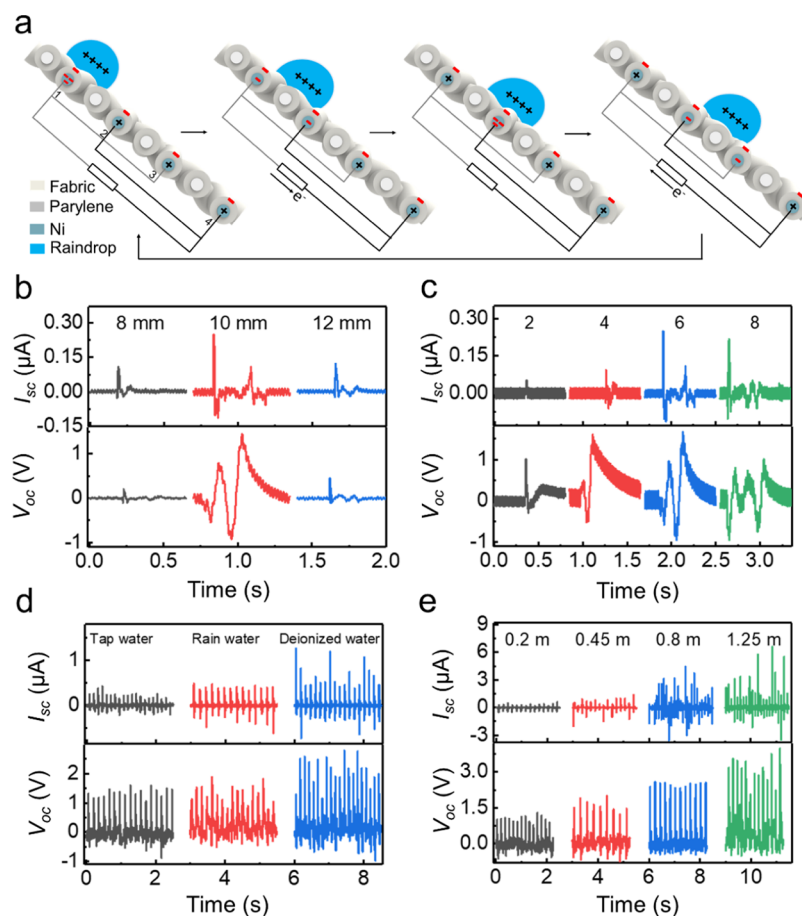 a
1
2
3
4
e-
e-
Fabric
Parylene
Ni
Raindrop
b
8 mm 10 mm 12 mm
Isc (µA)
0.30
0.15
0.00
-0.15
Voc (V)
1
0
-1
0.0 0.5 1.0 1.5 2.0
Time (s)
c
2 4 6 8
Isc (µA)
0.30
0.15
0.00
Voc (V)
1
0
-1
0.0 0.5 1.0 1.5 2.0 2.5 3.0
Time (s)
d
Tap water Rain water Deionized water
Isc (µA)
1
0
Voc (V)
2
1
0
-1
0 2 4 6 8
Time (s)
e
0.2 m 0.45 m 0.8 m 1.25 m
Isc (µA)
9
6
3
0
-3
Voc (V)
3.0
1.5
0.0
0 2 4 6 8 10
Time (s)